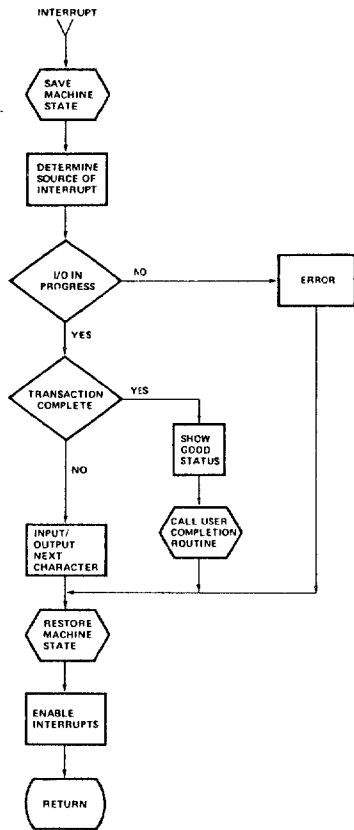 INTERRUPT
SAVE
MACHINE
STATE
DETERMINE
SOURCE OF
INTERRUPT
I/O IN
PROGRESS
NO
ERROR
YES
TRANSACTION
COMPLETE
YES
SHOW
GOOD
STATUS
NO
CALL USER
COMPLETION
ROUTINE
INPUT/
OUTPUT
NEXT
CHARACTER
RESTORE
MACHINE
STATE
ENABLE
INTERRUPTS
RETURN